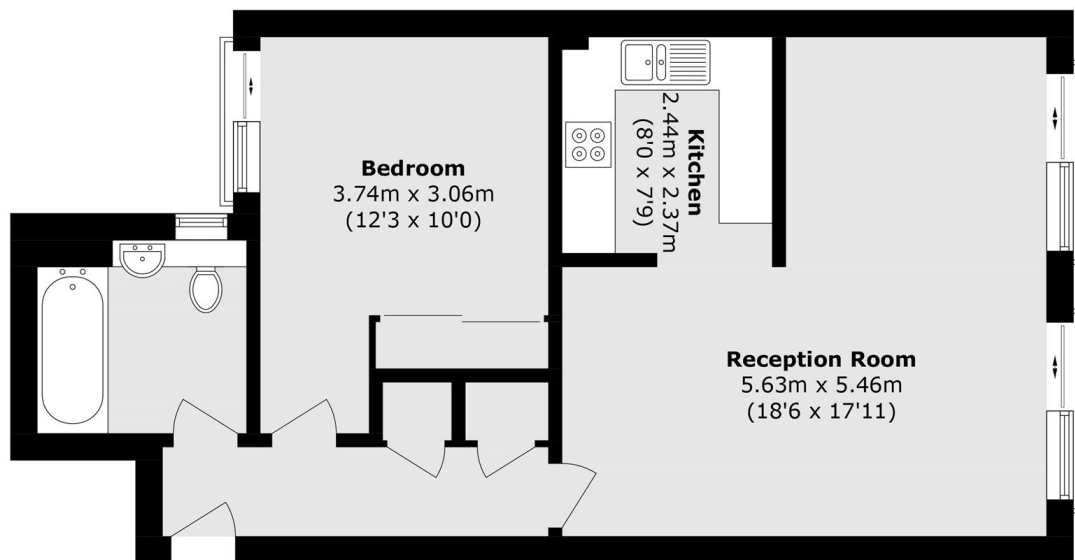 Bedroom
3.74m x 3.06m
(12'3 x 10'0)
Kitchen
2.44m x 2.37m
(8'0 x 7'9)
Reception Room
5.63m x 5.46m
(18'6 x 17'11)